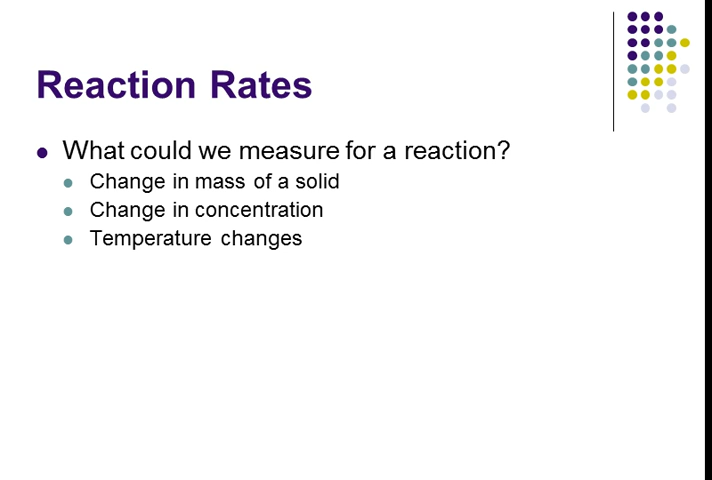 Reaction Rates
What could we measure for a reaction?
Change in mass of a solid
Change in concentration
Temperature changes